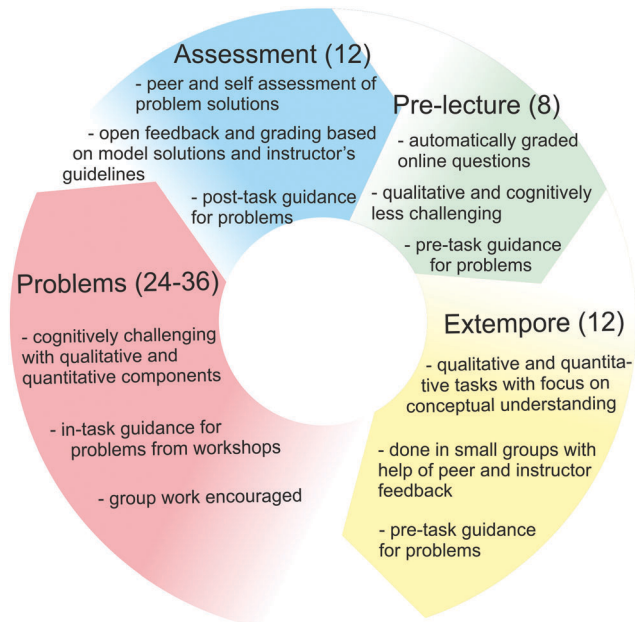 Assessment (12)
- peer and self assessment of
problem solutions
- open feedback and grading based
on model solutions and instructor's
guidelines
- post-task guidance
for problems
Pre-lecture (8)
- automatically graded
online questions
- qualitative and cognitively
less challenging
- pre-task guidance
for problems
Extempore (12)
- qualitative and quantita-
tive tasks with focus on
conceptual understanding
- done in small groups with
help of peer and instructor
feedback
- pre-task guidance
for problems
Problems (24-36)
- cognitively challenging
with qualitative and
quantitative components
- in-task guidance for
problems from workshops
- group work encouraged